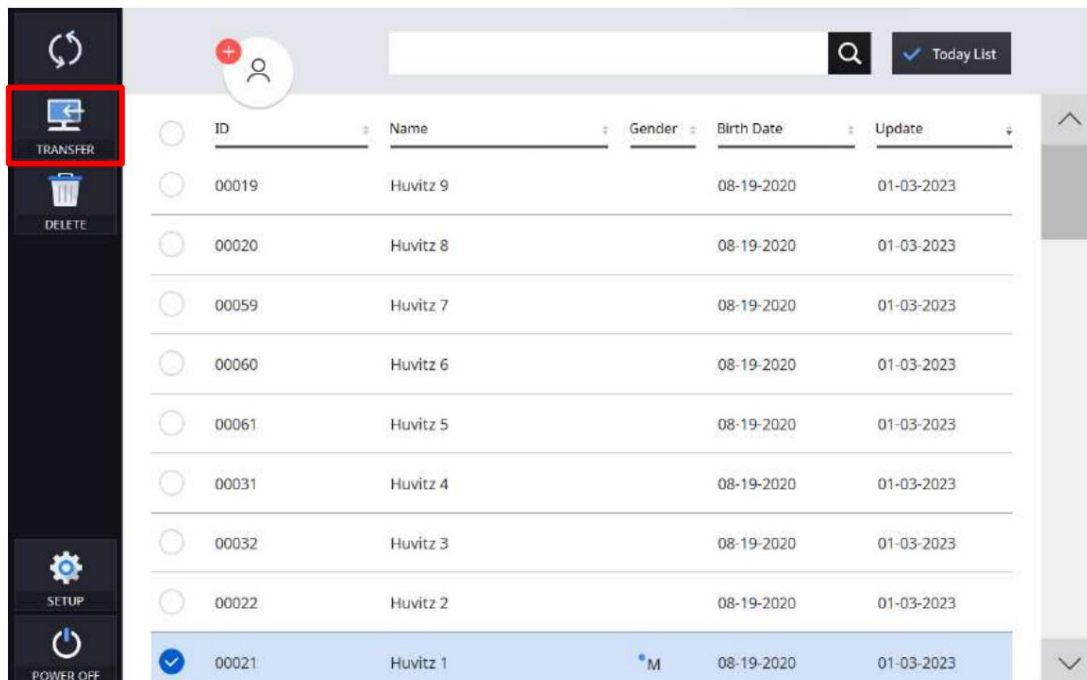 Today List
TRANSFER
DELETE
SETUP
POWER OFF
ID Name Gender Birth Date Update
00019 Huvitz 9 08-19-2020 01-03-2023
00020 Huvitz 8 08-19-2020 01-03-2023
00059 Huvitz 7 08-19-2020 01-03-2023
00060 Huvitz 6 08-19-2020 01-03-2023
00061 Huvitz 5 08-19-2020 01-03-2023
00031 Huvitz 4 08-19-2020 01-03-2023
00032 Huvitz 3 08-19-2020 01-03-2023
00022 Huvitz 2 08-19-2020 01-03-2023
00021 Huvitz 1 M 08-19-2020 01-03-2023